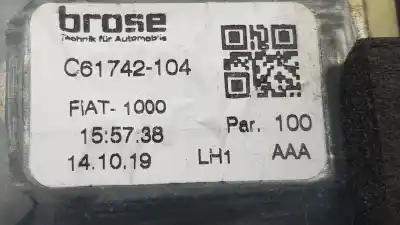 brose
Technik für Automobile
C61742-104
FIAT- 1000
15:57.38 Par. 100
14.10.19 LH1 AAA